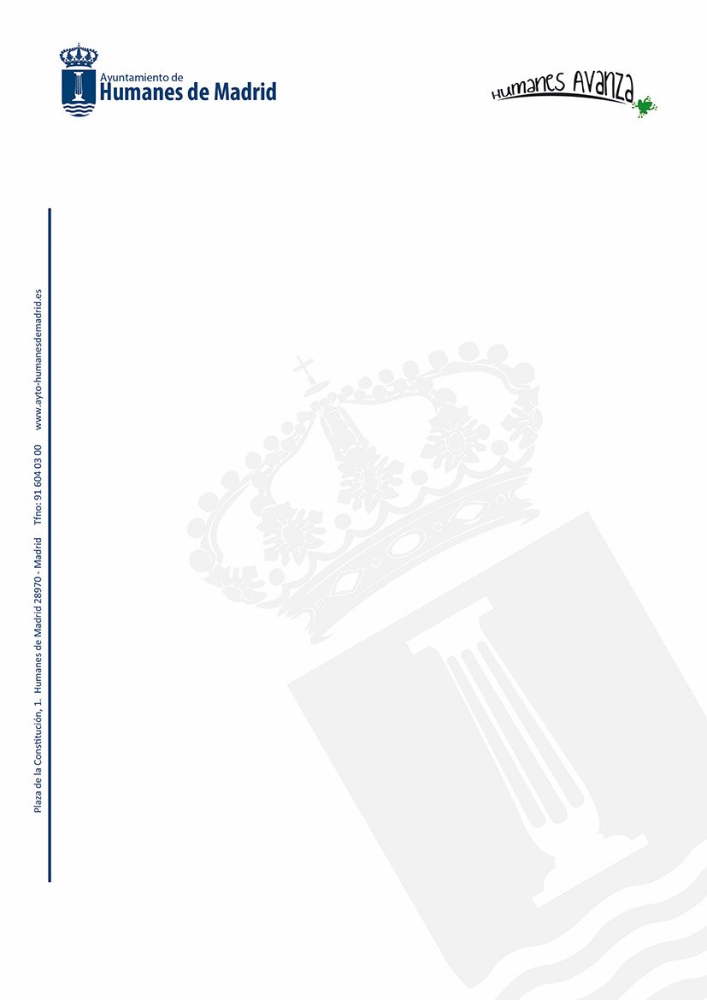 Ayuntamiento de
Humanes de Madrid
Humanes Avanza
Plaza de la Constitución, 1. Humanes de Madrid 28970 - Madrid Tfno: 91 604 03 00 www.ayto-humanesdemadrid.es